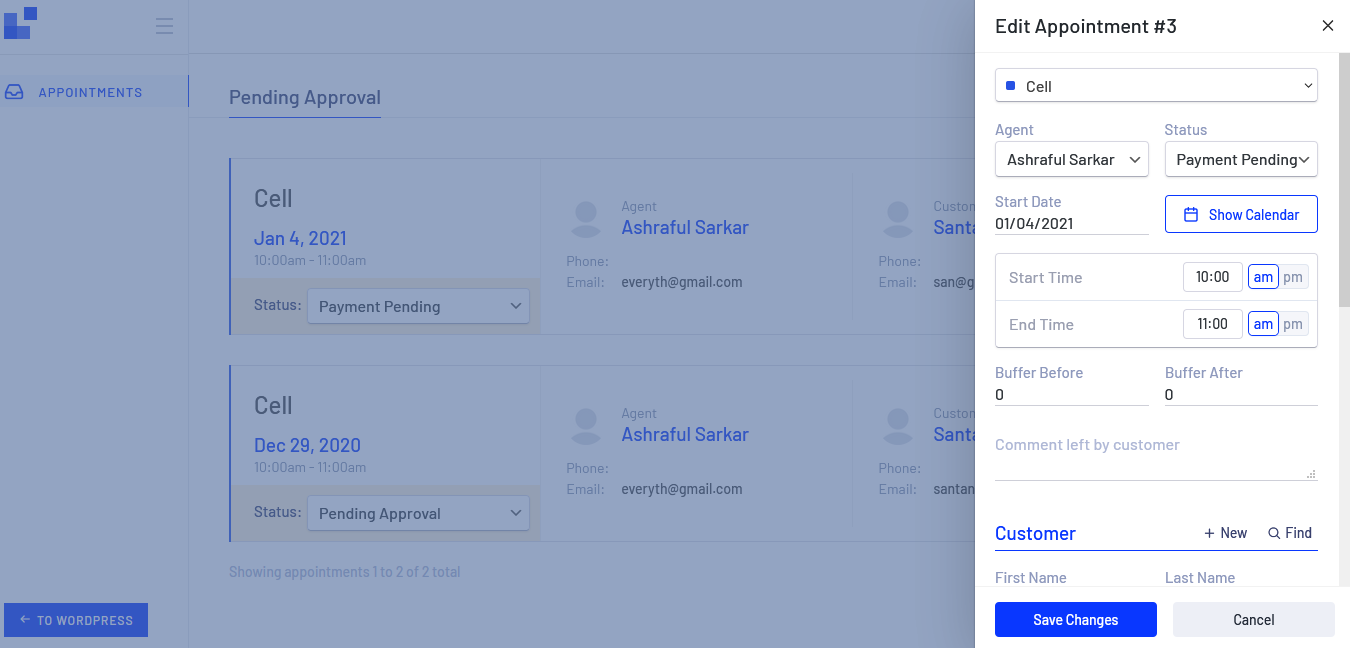 APPOINTMENTS
TO WORDPRESS
Pending Approval
Cell
Jan 4, 2021
10:00am - 11:00am
Status: Payment Pending
Agent
Ashraful Sarkar
Phone:
Email: everyth@gmail.com
Custon
Santa
Phone:
Email: san@g
Cell
Dec 29, 2020
10:00am - 11:00am
Status: Pending Approval
Agent
Ashraful Sarkar
Phone:
Email: everyth@gmail.com
Custon
Santa
Phone:
Email: santan
Showing appointments 1 to 2 of 2 total
Edit Appointment #3
Cell
Agent Status
Ashraful Sarkar Payment Pending
Start Date
01/04/2021
Show Calendar
Start Time 10:00 am pm
End Time 11:00 am pm
Buffer Before Buffer After
0 0
Comment left by customer
Customer + New Find
First Name Last Name
Save Changes Cancel